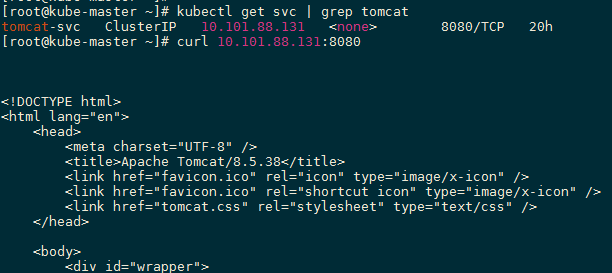 [root@kube-master ~]#
[root@kube-master ~]# kubectl get svc | grep tomcat
tomcat-svc ClusterIP 10.101.88.131 <none> 8080/TCP 20h
[root@kube-master ~]# curl 10.101.88.131:8080
<!DOCTYPE html>
<html lang="en">
<head>
<meta charset="UTF-8" />
<title>Apache Tomcat/8.5.38</title>
<link href="favicon.ico" rel="icon" type="image/x-icon" />
<link href="favicon.ico" rel="shortcut icon" type="image/x-icon" />
<link href="tomcat.css" rel="stylesheet" type="text/css" />
</head>
<body>
<div id="wrapper">